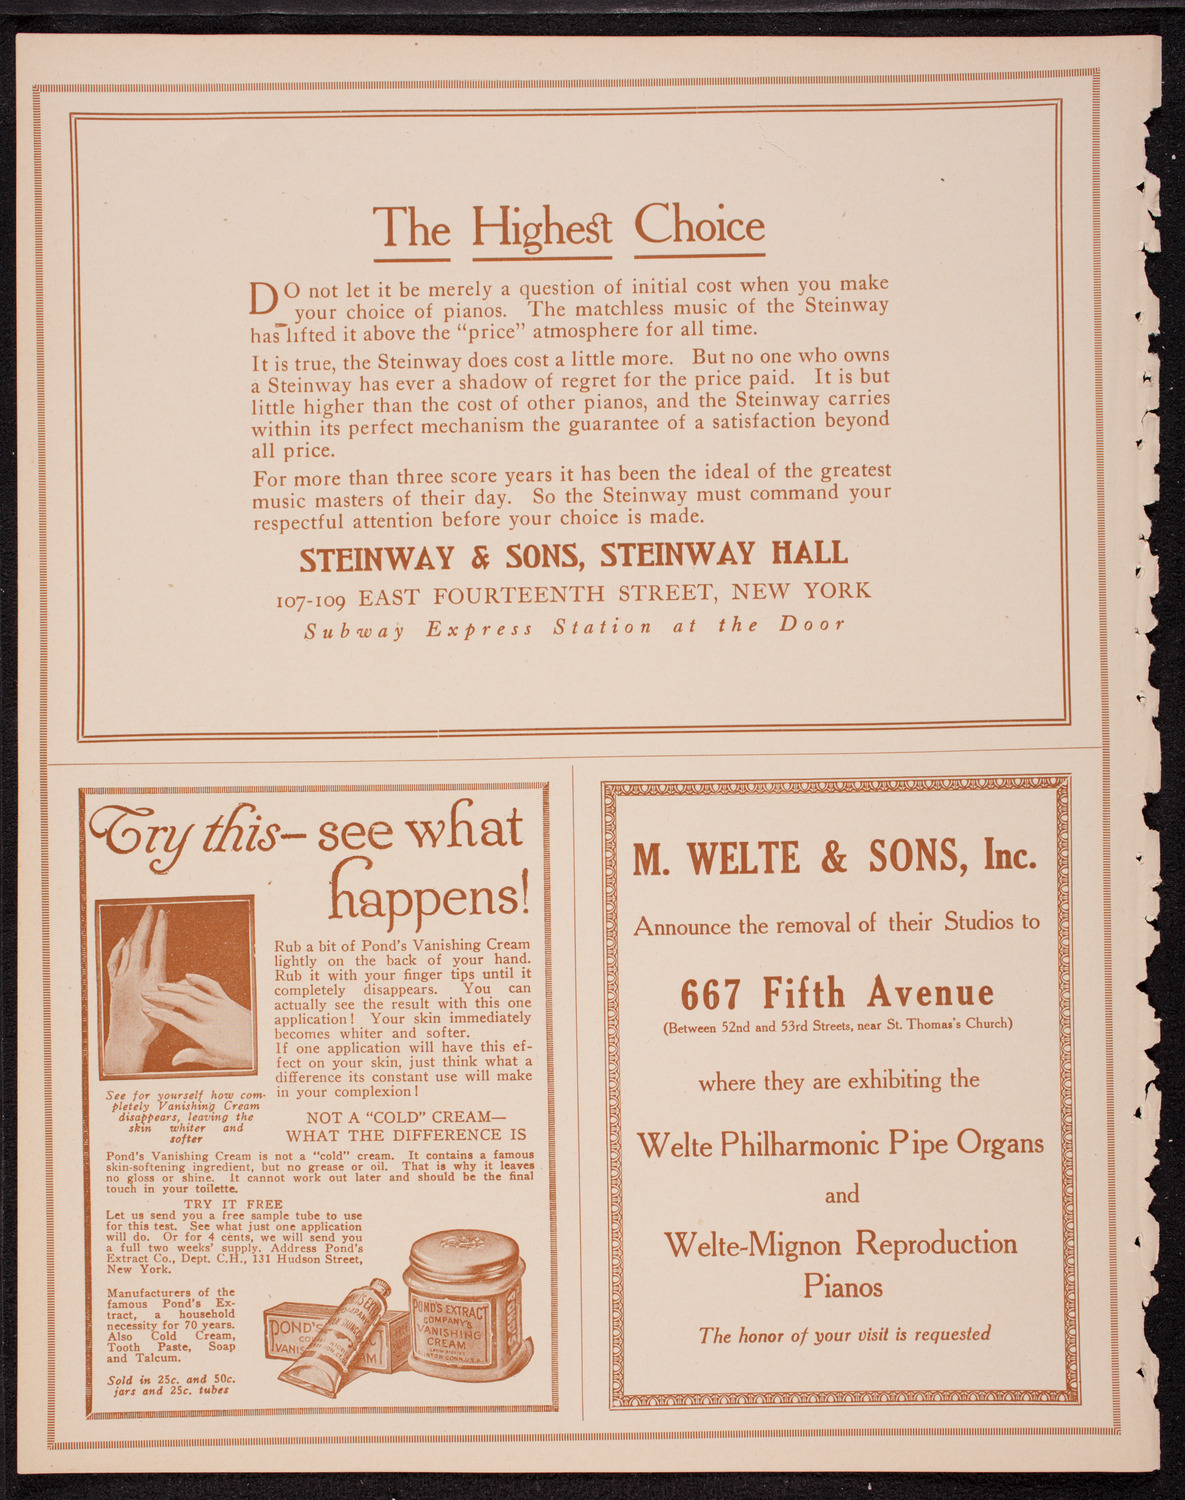 The Highest Choice
DO not let it be merely a question of initial cost when you make
your choice of pianos. The matchless music of the Steinway
has lifted it above the "price" atmosphere for all time.
It is true, the Steinway does cost a little more. But no one who owns
a Steinway has ever a shadow of regret for the price paid. It is but
little higher than the cost of other pianos, and the Steinway carries
within its perfect mechanism the guarantee of a satisfaction beyond
all price.
For more than three score years it has been the ideal of the greatest
music masters of their day. So the Steinway must command your
respectful attention before your choice is made.
STEINWAY & SONS, STEINWAY HALL
107-109 EAST FOURTEENTH STREET, NEW YORK
Subway Express Station at the Door
Try this—see what
happens!
Rub a bit of Pond's Vanishing Cream
lightly on the back of your hand.
Rub it with your finger tips until it
completely disappears. You can
actually see the result with this one
application! Your skin immediately
becomes whiter and softer.
If one application will have this ef-
fect on your skin, just think what a
difference its constant use will make
in your complexion!
See for yourself how com-
pletely Vanishing Cream
disappears, leaving the
skin whiter and
softer
NOT A "COLD" CREAM—
WHAT THE DIFFERENCE IS
Pond's Vanishing Cream is not a "cold" cream. It contains a famous
skin-softening ingredient, but no grease or oil. That is why it leaves
no gloss or shine. It cannot work out later and should be the final
touch in your toilette.
TRY IT FREE
Let us send you a free sample tube to use
for this test. See what just one application
will do. Or for 4 cents, we will send you
a full two weeks' supply. Address Pond's
Extract Co., Dept. C.H., 131 Hudson Street,
New York.
Manufacturers of the
famous Pond's Ex-
tract, a household
necessity for 70 years.
Also Cold Cream,
Tooth Paste, Soap
and Talcum.
Sold in 25c. and 50c.
jars and 25c. tubes
POND'S
VANIS
AM
POND'S EXTRACT
COMPANY'S
VANISHING
CREAM
M. WELTE & SONS, Inc.
Announce the removal of their Studios to
667 Fifth Avenue
(Between 52nd and 53rd Streets, near St. Thomas's Church)
where they are exhibiting the
Welte Philharmonic Pipe Organs
and
Welte-Mignon Reproduction
Pianos
The honor of your visit is requested